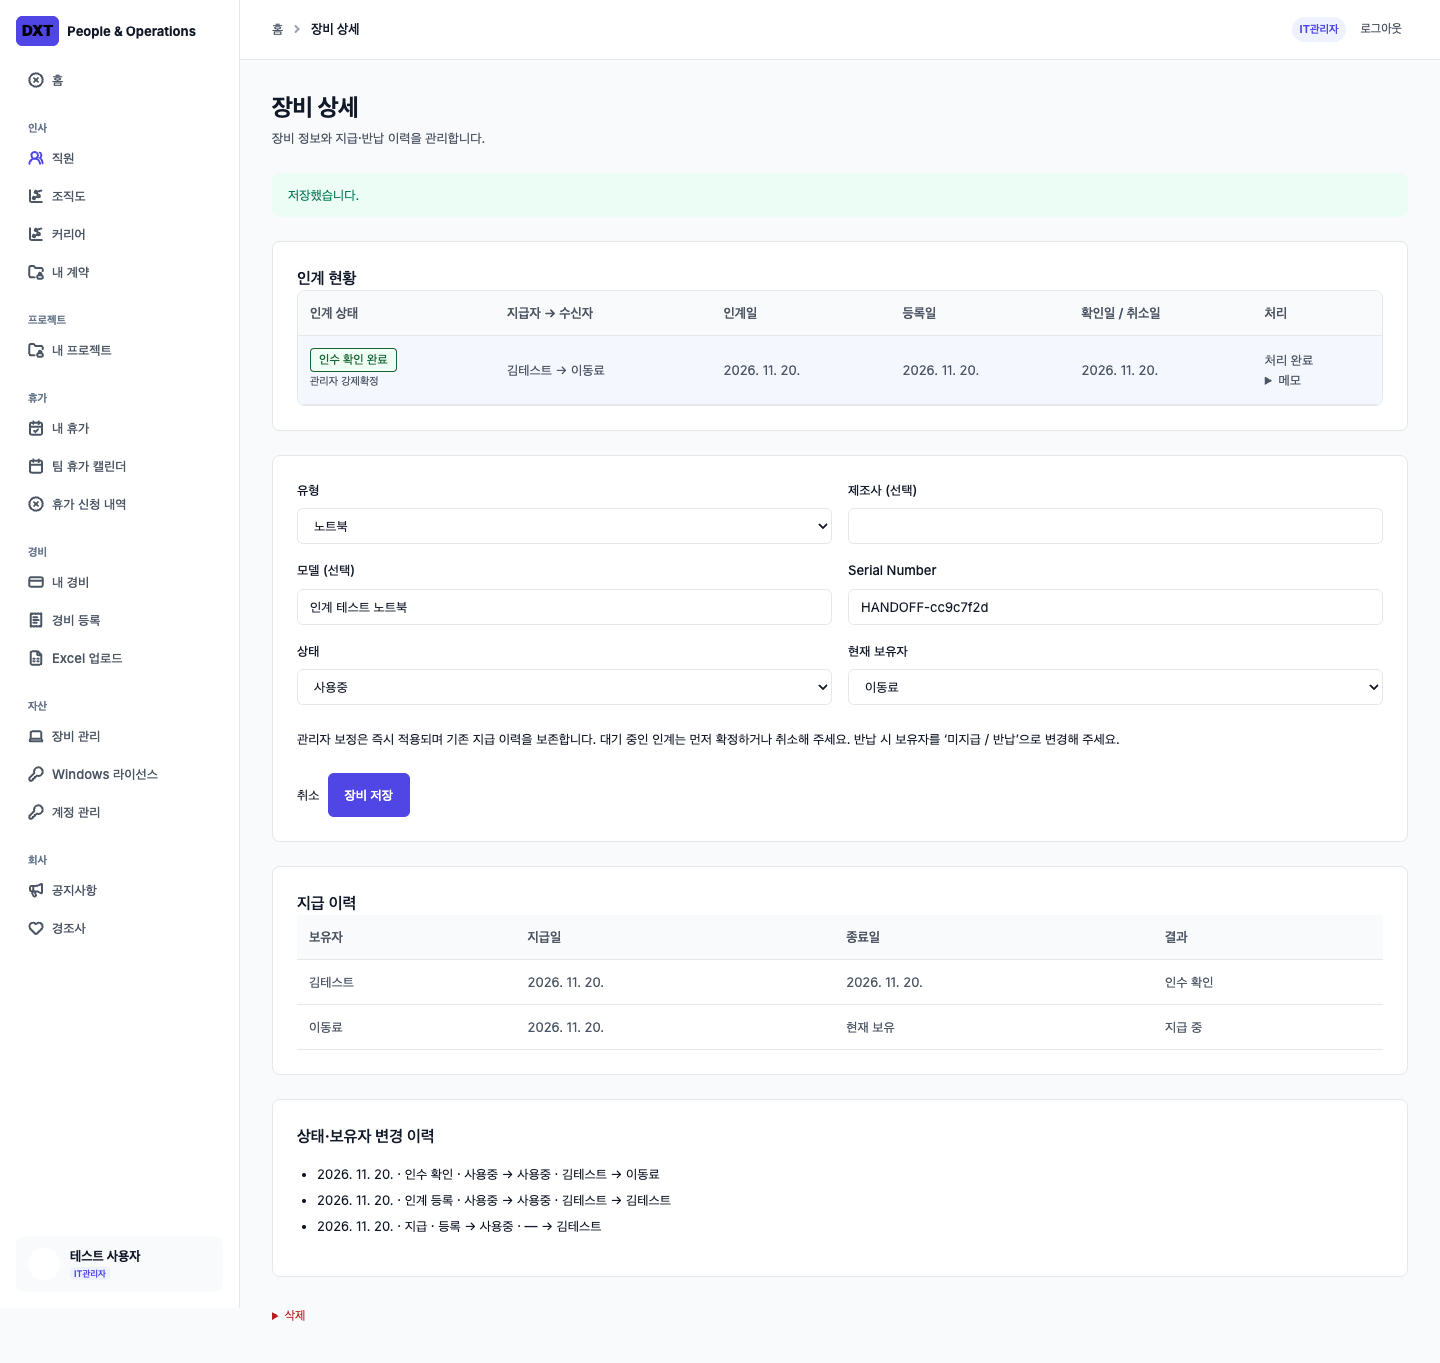 DXT People & Operations
홈
인사
직원
조직도
커리어
내 계약
프로젝트
내 프로젝트
휴가
내 휴가
팀 휴가 캘린더
휴가 신청 내역
경비
내 경비
경비 등록
Excel 업로드
자산
장비 관리
Windows 라이선스
계정 관리
회사
공지사항
경조사
테스트 사용자
IT관리자
홈 > 장비 상세
IT관리자 로그아웃
장비 상세
장비 정보와 지급·반납 이력을 관리합니다.
저장했습니다.
인계 현황
인계 상태 지급자 → 수신자 인계일 등록일 확인일 / 취소일 처리
인수 확인 완료
관리자 강제확정
김테스트 → 이동료 2026. 11. 20. 2026. 11. 20. 2026. 11. 20.
처리 완료
▶ 메모
유형 제조사 (선택)
노트북
모델 (선택) Serial Number
인계 테스트 노트북 HANDOFF-cc9c7f2d
상태 현재 보유자
사용중 이동료
관리자 보정은 즉시 적용되며 기존 지급 이력을 보존합니다. 대기 중인 인계는 먼저 확정하거나 취소해 주세요. 반납 시 보유자를 ‘미지급 / 반납’으로 변경해 주세요.
취소 장비 저장
지급 이력
보유자 지급일 종료일 결과
김테스트 2026. 11. 20. 2026. 11. 20. 인수 확인
이동료 2026. 11. 20. 현재 보유 지급 중
상태·보유자 변경 이력
• 2026. 11. 20. · 인수 확인 · 사용중 → 사용중 · 김테스트 → 이동료
• 2026. 11. 20. · 인계 등록 · 사용중 → 사용중 · 김테스트 → 김테스트
• 2026. 11. 20. · 지급 · 등록 → 사용중 · — → 김테스트
▶ 삭제